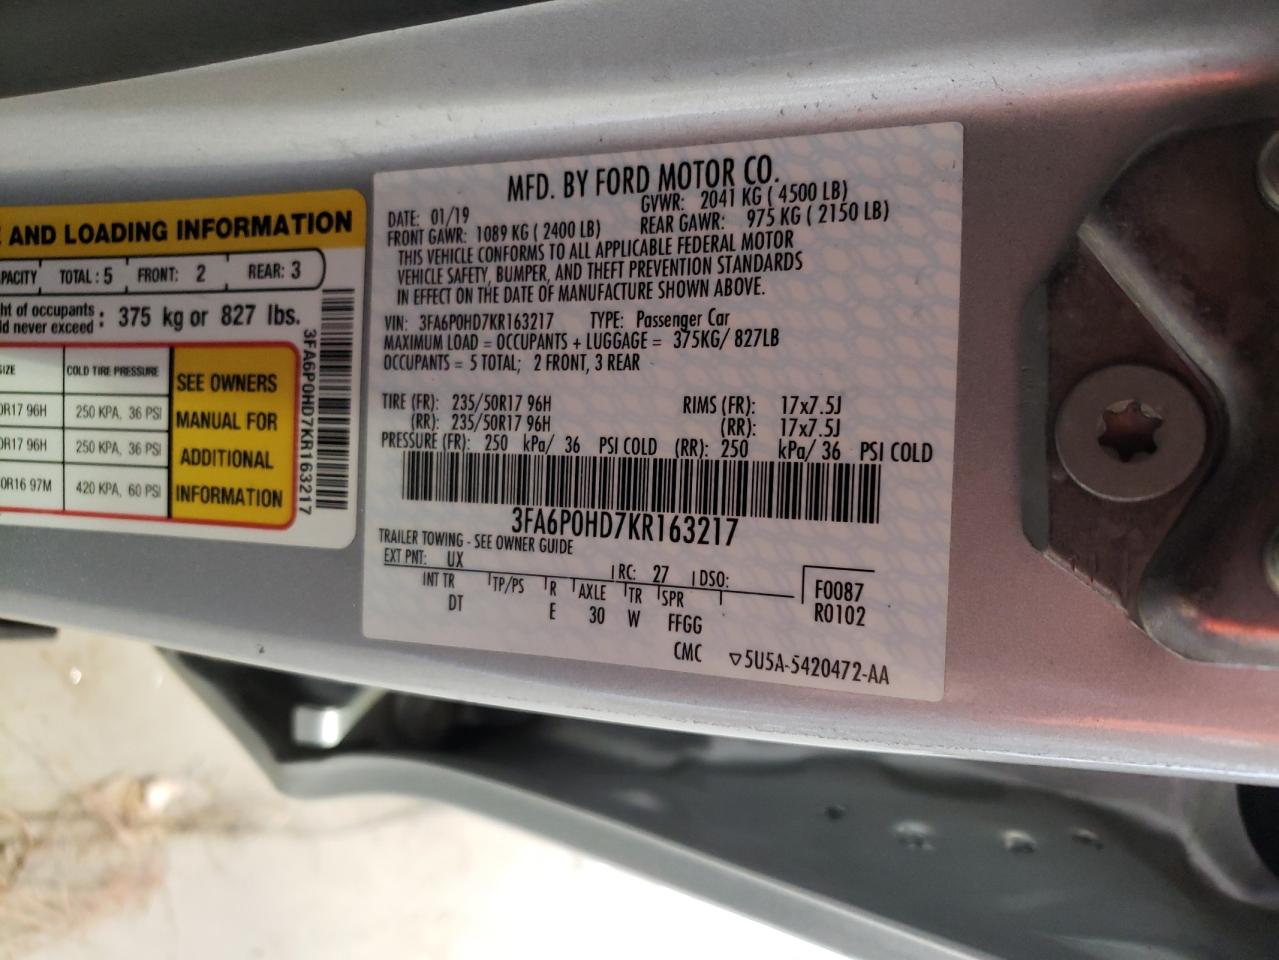 E AND LOADING INFORMATION
PACITY TOTAL : 5 FRONT: 2 REAR: 3
ht of occupants
ld never exceed : 375 kg or 827 lbs.
SIZE COLD TIRE PRESSURE
0R17 96H 250 KPA, 36 PSI
0R17 96H 250 KPA, 36 PSI
0R16 97M 420 KPA, 60 PSI
SEE OWNERS
MANUAL FOR
ADDITIONAL
INFORMATION
3FA6P0HD7KR163217
MFD. BY FORD MOTOR CO.
DATE: 01/19 GVWR: 2041 KG ( 4500 LB)
FRONT GAWR: 1089 KG ( 2400 LB) REAR GAWR: 975 KG ( 2150 LB)
THIS VEHICLE CONFORMS TO ALL APPLICABLE FEDERAL MOTOR
VEHICLE SAFETY, BUMPER, AND THEFT PREVENTION STANDARDS
IN EFFECT ON THE DATE OF MANUFACTURE SHOWN ABOVE.
VIN: 3FA6P0HD7KR163217 TYPE: Passenger Car
MAXIMUM LOAD = OCCUPANTS + LUGGAGE = 375KG/ 827LB
OCCUPANTS = 5 TOTAL; 2 FRONT, 3 REAR
TIRE (FR): 235/50R17 96H RIMS (FR): 17x7.5J
(RR): 235/50R17 96H (RR): 17x7.5J
PRESSURE (FR): 250 kPa/ 36 PSI COLD (RR): 250 kPa/ 36 PSI COLD
3FA6P0HD7KR163217
TRAILER TOWING - SEE OWNER GUIDE
EXT PNT: UX RC: 27 DSO:
INT TR TP/PS R AXLE TR SPR
DT E 30 W FFGG
F0087
R0102
CMC ▽5U5A-5420472-AA